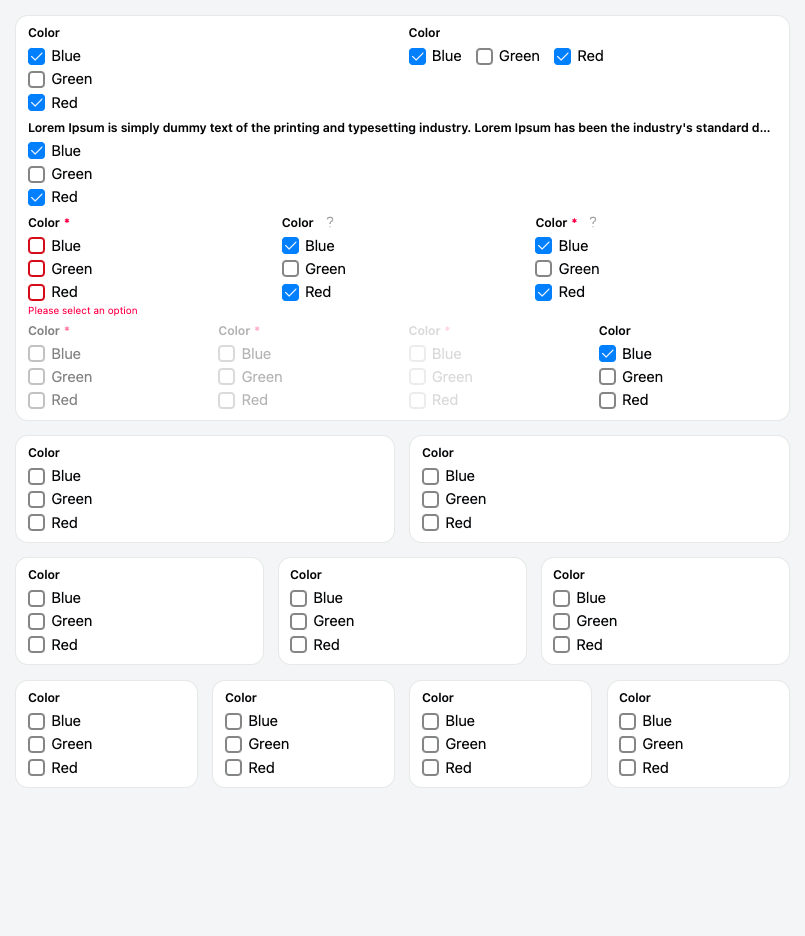 Color Color
Blue Blue Green Red
Green
Red
Lorem Ipsum is simply dummy text of the printing and typesetting industry. Lorem Ipsum has been the industry's standard d...
Blue
Green
Red
Color * Color ? Color * ?
Blue Blue Blue
Green Green Green
Red Red Red
Please select an option
Color * Color * Color * Color
Blue Blue Blue Blue
Green Green Green Green
Red Red Red Red
Color Color
Blue Blue
Green Green
Red Red
Color Color Color
Blue Blue Blue
Green Green Green
Red Red Red
Color Color Color Color
Blue Blue Blue Blue
Green Green Green Green
Red Red Red Red